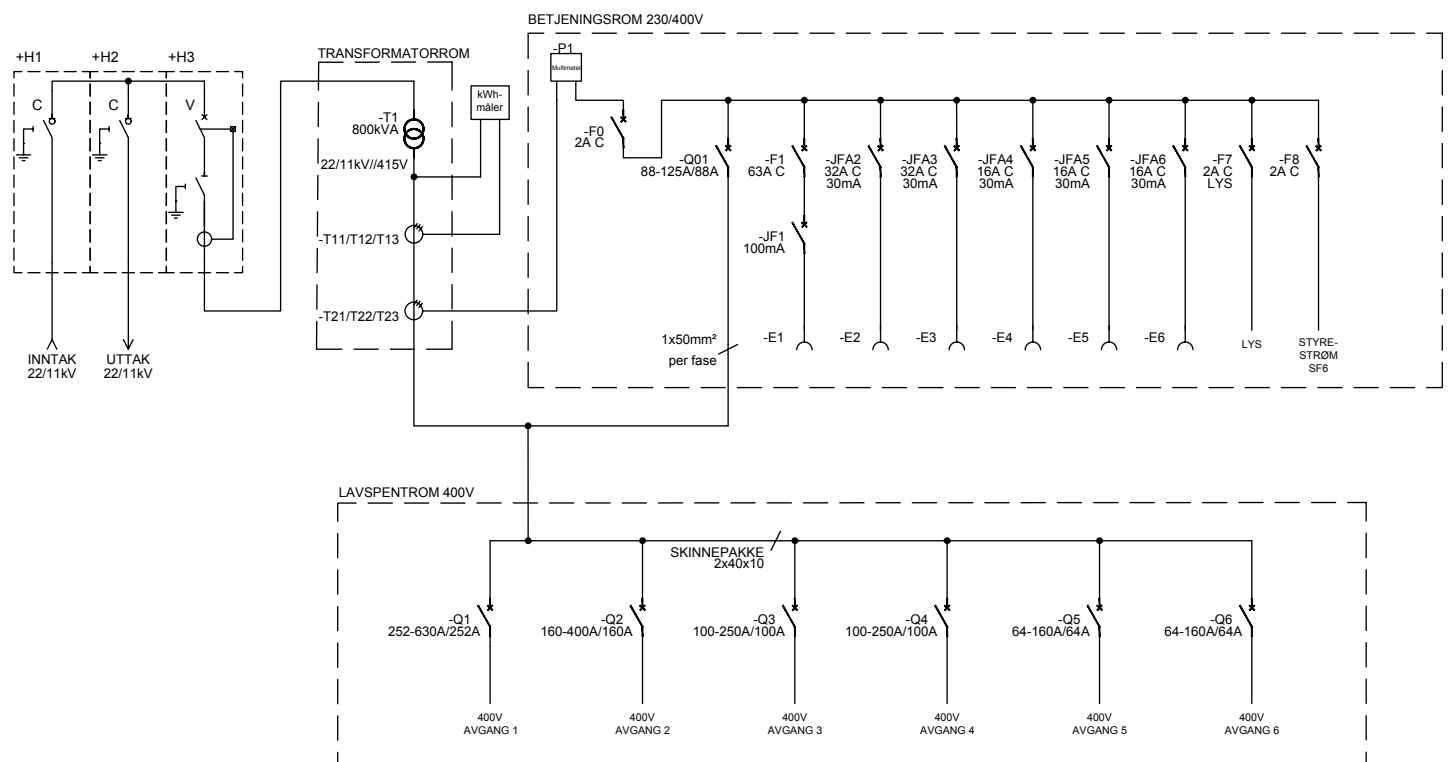 BETJENINGSROM 230/400V
+H1
+H2
+H3
TRANSFORMATORROM
-P1
Multimeter
kWh-
måler
C
C
V
-T1
800kVA
22/11kV//415V
-F0
2A C
-Q01
88-125A/88A
-F1
63A C
-JFA2
32A C
30mA
-JFA3
32A C
30mA
-JFA4
16A C
30mA
-JFA5
16A C
30mA
-JFA6
16A C
30mA
-F7
2A C
LYS
-F8
2A C
-T11/T12/T13
-JF1
100mA
-T21/T22/T23
1x50mm²
per fase
-E1
-E2
-E3
-E4
-E5
-E6
LYS
STYRE-
STRØM
SF6
INNTAK
22/11kV
UTTAK
22/11kV
LAVSPENTROM 400V
SKINNEPAKKE
2x40x10
-Q1
252-630A/252A
-Q2
160-400A/160A
-Q3
100-250A/100A
-Q4
100-250A/100A
-Q5
64-160A/64A
-Q6
64-160A/64A
400V
AVGANG 1
400V
AVGANG 2
400V
AVGANG 3
400V
AVGANG 4
400V
AVGANG 5
400V
AVGANG 6